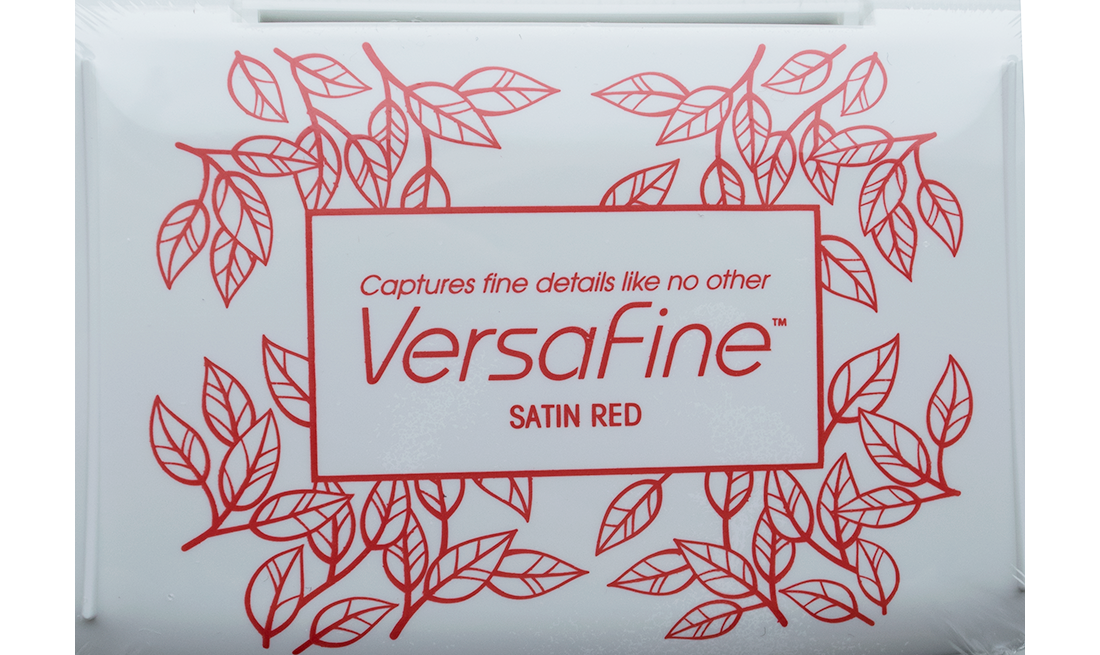 Captures fine details like no other
VersaFine™
SATIN RED